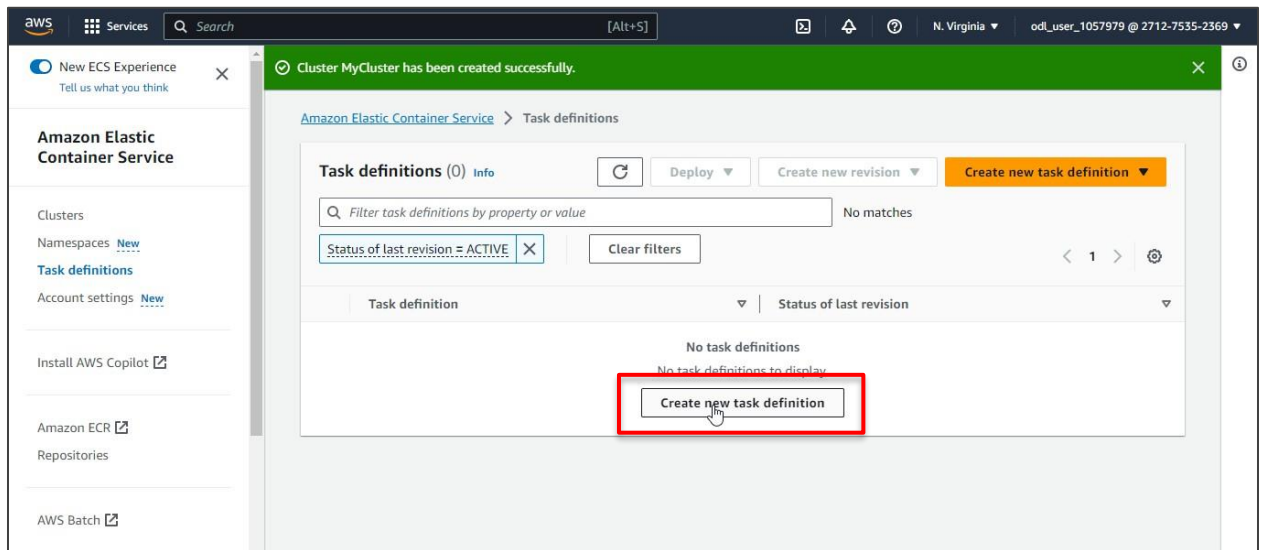 aws Services Search [Alt+S] N. Virginia odl_user_1057979 @ 2712-7535-2369
New ECS Experience
Tell us what you think
Amazon Elastic
Container Service
Clusters
Namespaces New
Task definitions
Account settings New
Install AWS Copilot
Amazon ECR
Repositories
AWS Batch
Cluster MyCluster has been created successfully.
Amazon Elastic Container Service > Task definitions
Task definitions (0) Info Deploy Create new revision Create new task definition
Filter task definitions by property or value No matches
Status of last revision = ACTIVE Clear filters
< 1 >
Task definition Status of last revision
No task definitions
No task definitions to display
Create new task definition